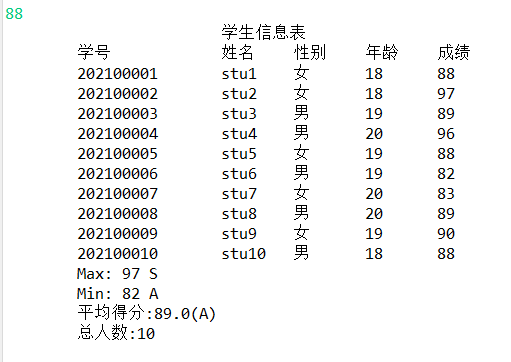 88
学生信息表
学号 姓名 性别 年龄 成绩
202100001 stu1 女 18 88
202100002 stu2 女 18 97
202100003 stu3 男 19 89
202100004 stu4 男 20 96
202100005 stu5 女 19 88
202100006 stu6 男 19 82
202100007 stu7 女 20 83
202100008 stu8 男 20 89
202100009 stu9 女 19 90
202100010 stu10 男 18 88
Max: 97 S
Min: 82 A
平均得分:89.0(A)
总人数:10